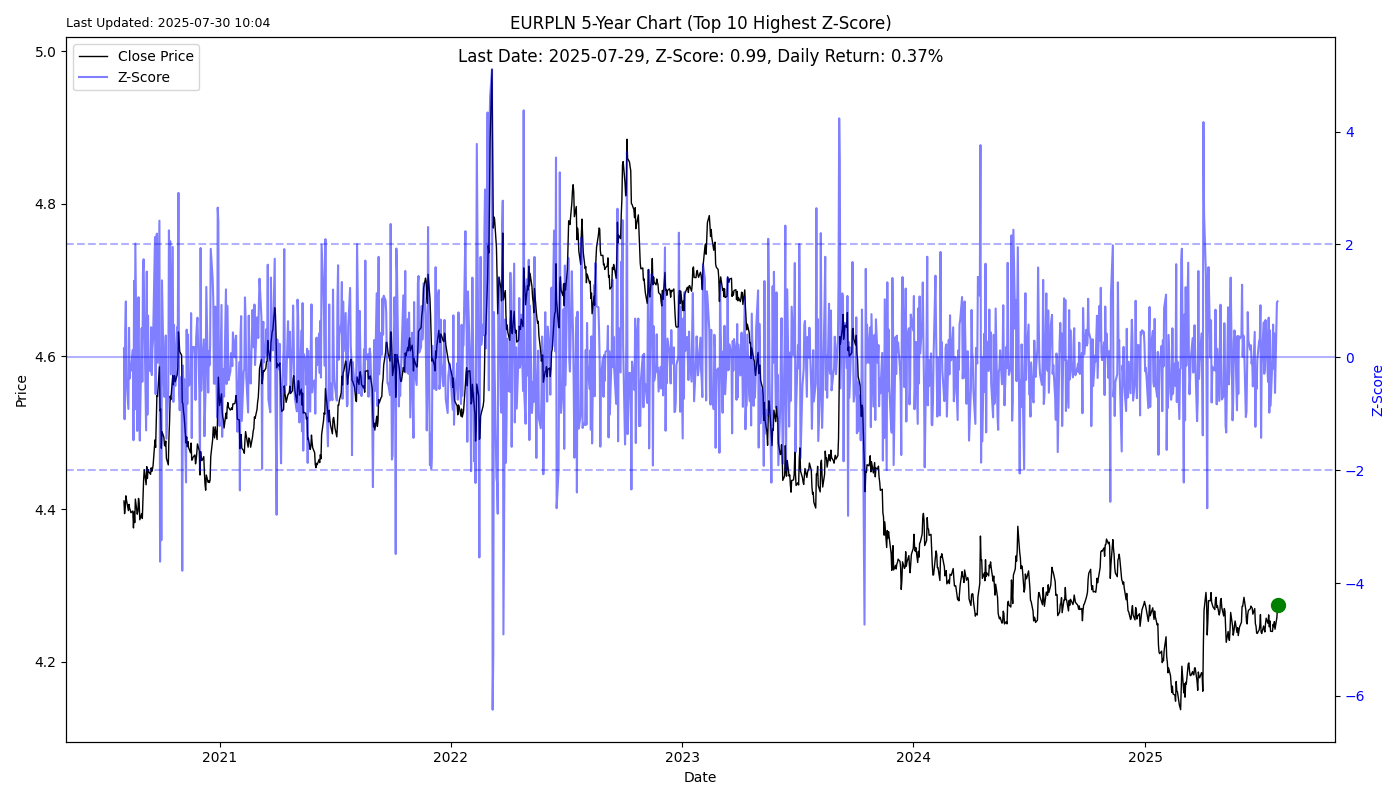 Last Updated: 2025-07-30 10:04
EURPLN 5-Year Chart (Top 10 Highest Z-Score)
Last Date: 2025-07-29, Z-Score: 0.99, Daily Return: 0.37%
Close Price
Z-Score
5.0
4.8
4.6
4.4
4.2
Price
4
2
0
−2
−4
−6
Z-Score
2021
2022
2023
2024
2025
Date